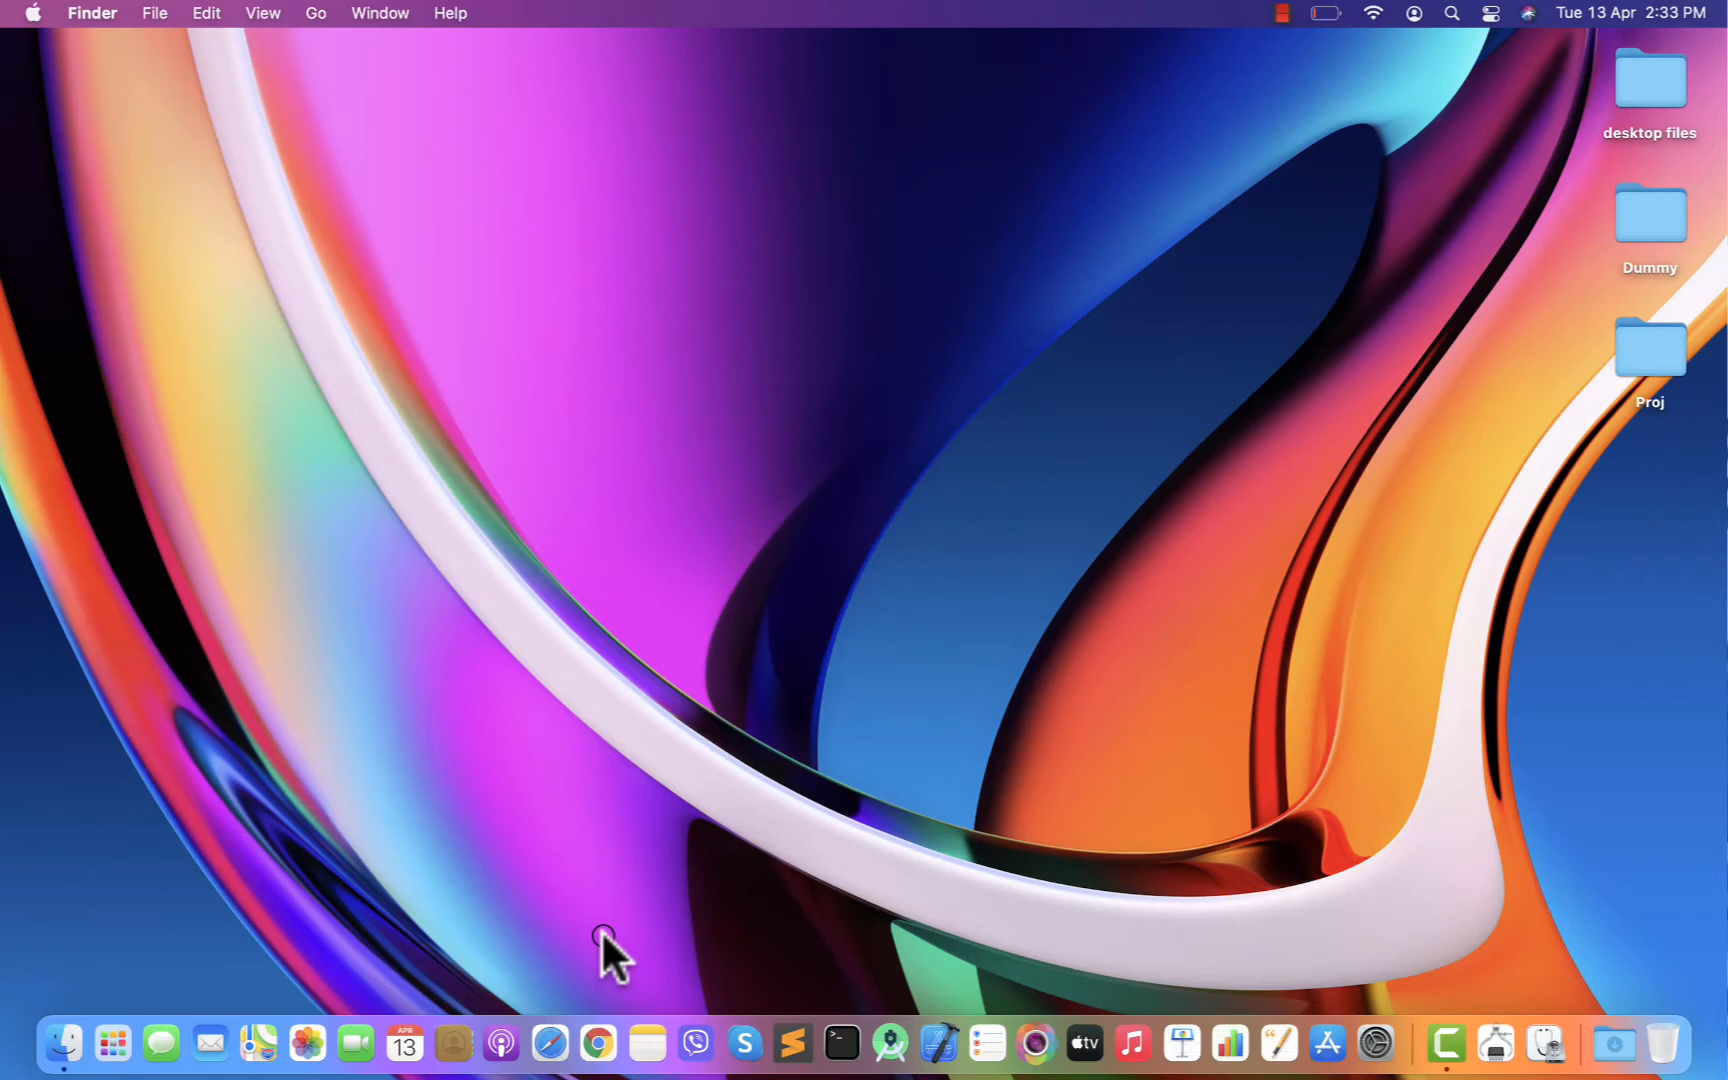 Finder File Edit View Go Window Help Tue 13 Apr 2:33 PM
desktop files
Dummy
Proj
APR
13
S
>_
tv
C